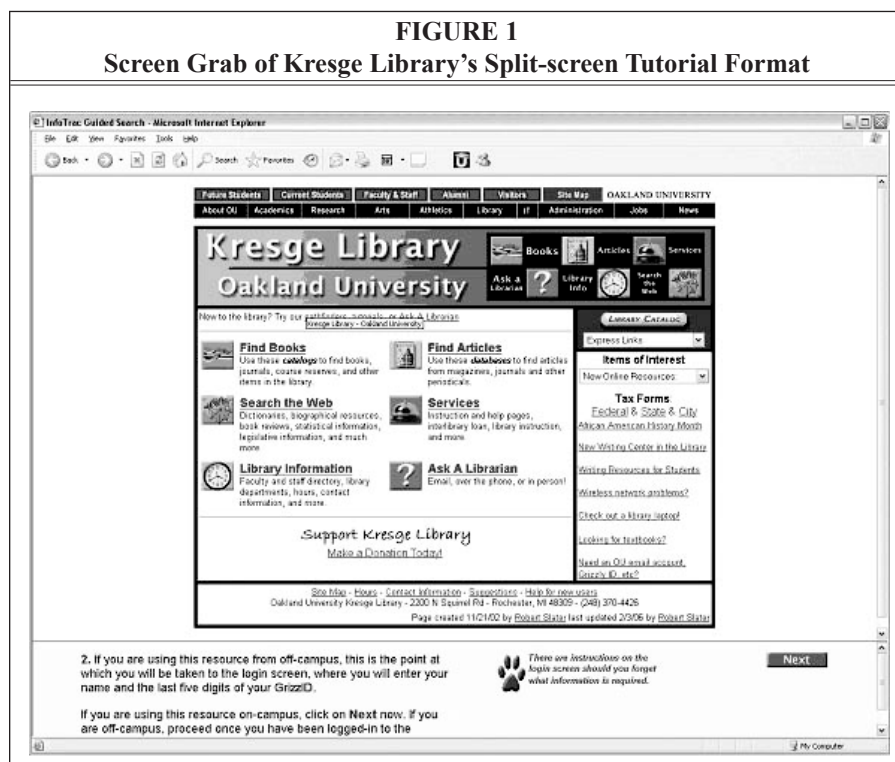 FIGURE 1
Screen Grab of Kresge Library's Split-screen Tutorial Format
InfoTrac Guided Search - Microsoft Internet Explorer
File Edit View Favorites Tools Help
Back Search Favorites
Future Students Current Students Faculty & Staff Alumni Visitors Site Map OAKLAND UNIVERSITY
About OU Academics Research Arts Athletics Library IT Administration Jobs News
Kresge Library
Oakland University
Books Articles Services
Ask a Librarian Library Info Search the Web
New to the library? Try our pathfinders, tutorials, or Ask A Librarian
Kresge Library - Oakland University
Find Books
Use these catalogs to find books,
journals, course reserves, and other
items in the library.
Find Articles
Use these databases to find articles
from magazines, journals and other
periodicals.
Search the Web
Dictionaries, biographical resources,
book reviews, statistical information,
legislative information, and much
more
Services
Instruction and help pages,
interlibrary loan, library instruction,
and more.
Library Information
Faculty and staff directory, library
departments, hours, contact
information, and more.
Ask A Librarian
Email, over the phone, or in person!
Support Kresge Library
Make a Donation Today!
LIBRARY CATALOG
Express Links
Items of Interest
New Online Resources
Tax Forms
Federal & State & City
African American History Month
New Writing Center in the Library
Writing Resources for Students
Wireless network problems?
Check out a library laptop!
Looking for textbooks?
Need an OU email account,
Grizzly ID, etc?
Site Map - Hours - Contact Information - Suggestions - Help for new users
Oakland University Kresge Library - 2200 N Squirrel Rd - Rochester, MI 48309 - (248) 370-4426
Page created 11/21/02 by Robert Slater last updated 2/3/06 by Robert Slater
2. If you are using this resource from off-campus, this is the point at
which you will be taken to the login screen, where you will enter your
name and the last five digits of your GrizzID.
If you are using this resource on-campus, click on Next now. If you
are off-campus, proceed once you have been logged-in to the
There are instructions on the
login screen should you forget
what information is required.
Next
My Computer